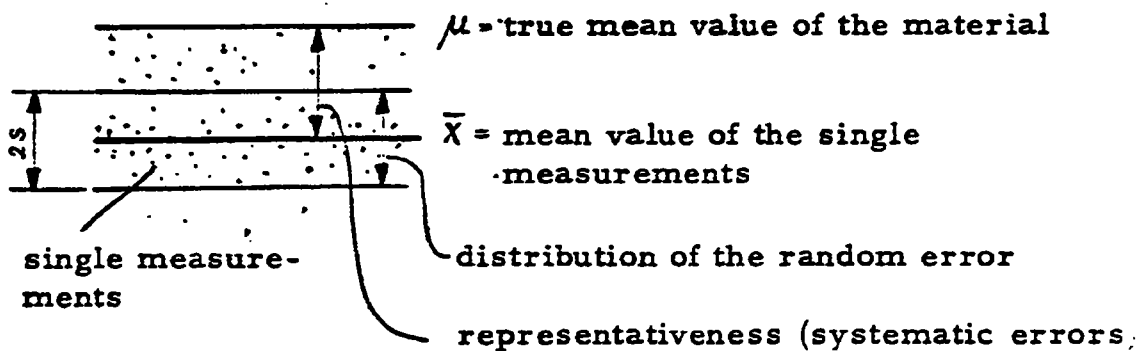 μ = true mean value of the material
2s
X̄ = mean value of the single
measurements
single measure-
ments
distribution of the random error
representativeness (systematic errors,